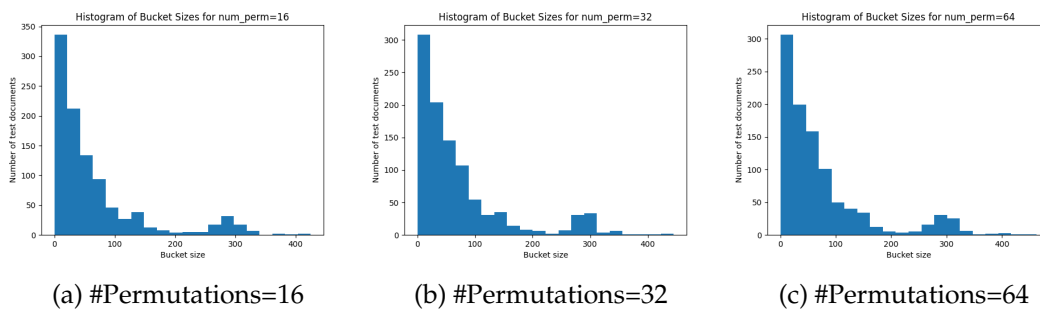 Histogram of Bucket Sizes for num_perm=16
Number of test documents
350
300
250
200
150
100
50
0
0 100 200 300 400
Bucket size
(a) #Permutations=16
Histogram of Bucket Sizes for num_perm=32
Number of test documents
300
250
200
150
100
50
0
0 100 200 300 400
Bucket size
(b) #Permutations=32
Histogram of Bucket Sizes for num_perm=64
Number of test documents
300
250
200
150
100
50
0
0 100 200 300 400
Bucket size
(c) #Permutations=64